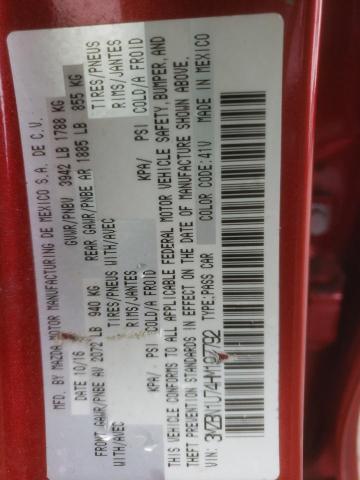 MFD. BY MAZDA MOTOR MANUFACTURING DE MEXICO S.A. DE C.V.
DATE 10/16 GVWR/PNBV 3942 LB 1788 KG
FRONT GAWR/PNBE AV 2072 LB 940 KG REAR GAWR/PNBE AR 1885 LB 855 KG
WITH/AVEC TIRES/PNEUS WITH/AVEC TIRES/PNEUS
RIMS/JANTES RIMS/JANTES
KPA/ PSI COLD/A FROID KPA/ PSI COLD/A FROID
THIS VEHICLE CONFORMS TO ALL APPLICABLE FEDERAL MOTOR VEHICLE SAFETY, BUMPER, AND
THEFT PREVENTION STANDARDS IN EFFECT ON THE DATE OF MANUFACTURE SHOWN ABOVE.
VIN: 3MZBN1U74HM107792 TYPE:PASS CAR COLOR CODE:41V MADE IN MEXICO